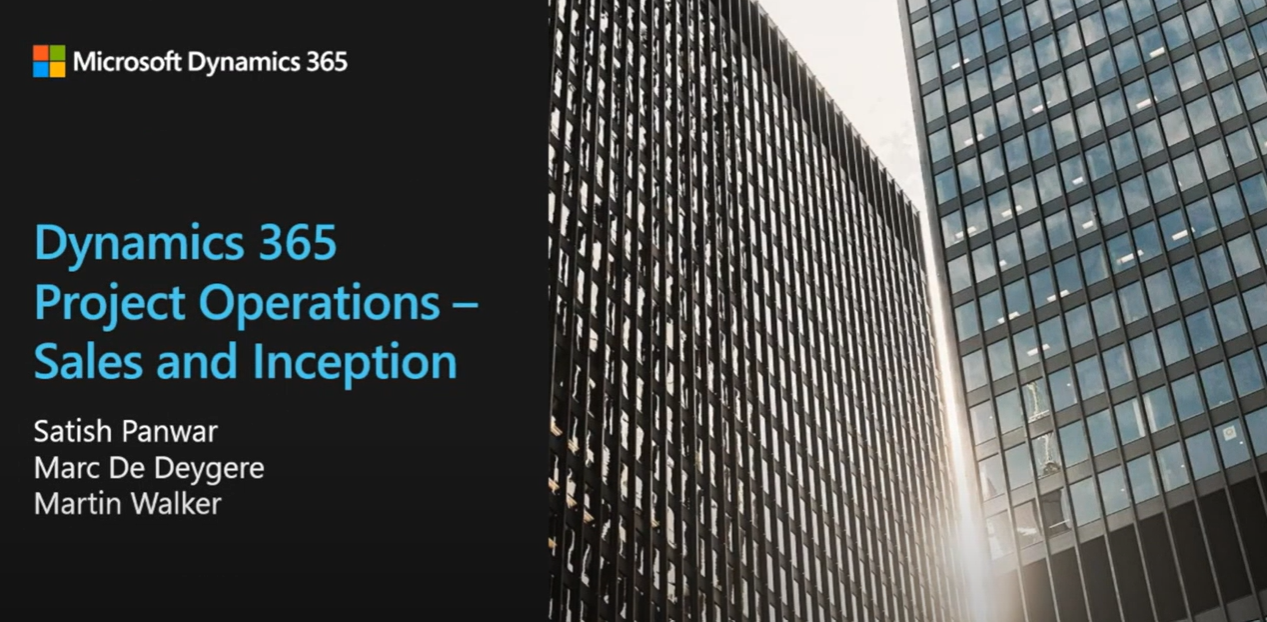 Microsoft Dynamics 365
Dynamics 365
Project Operations –
Sales and Inception
Satish Panwar
Marc De Deygere
Martin Walker